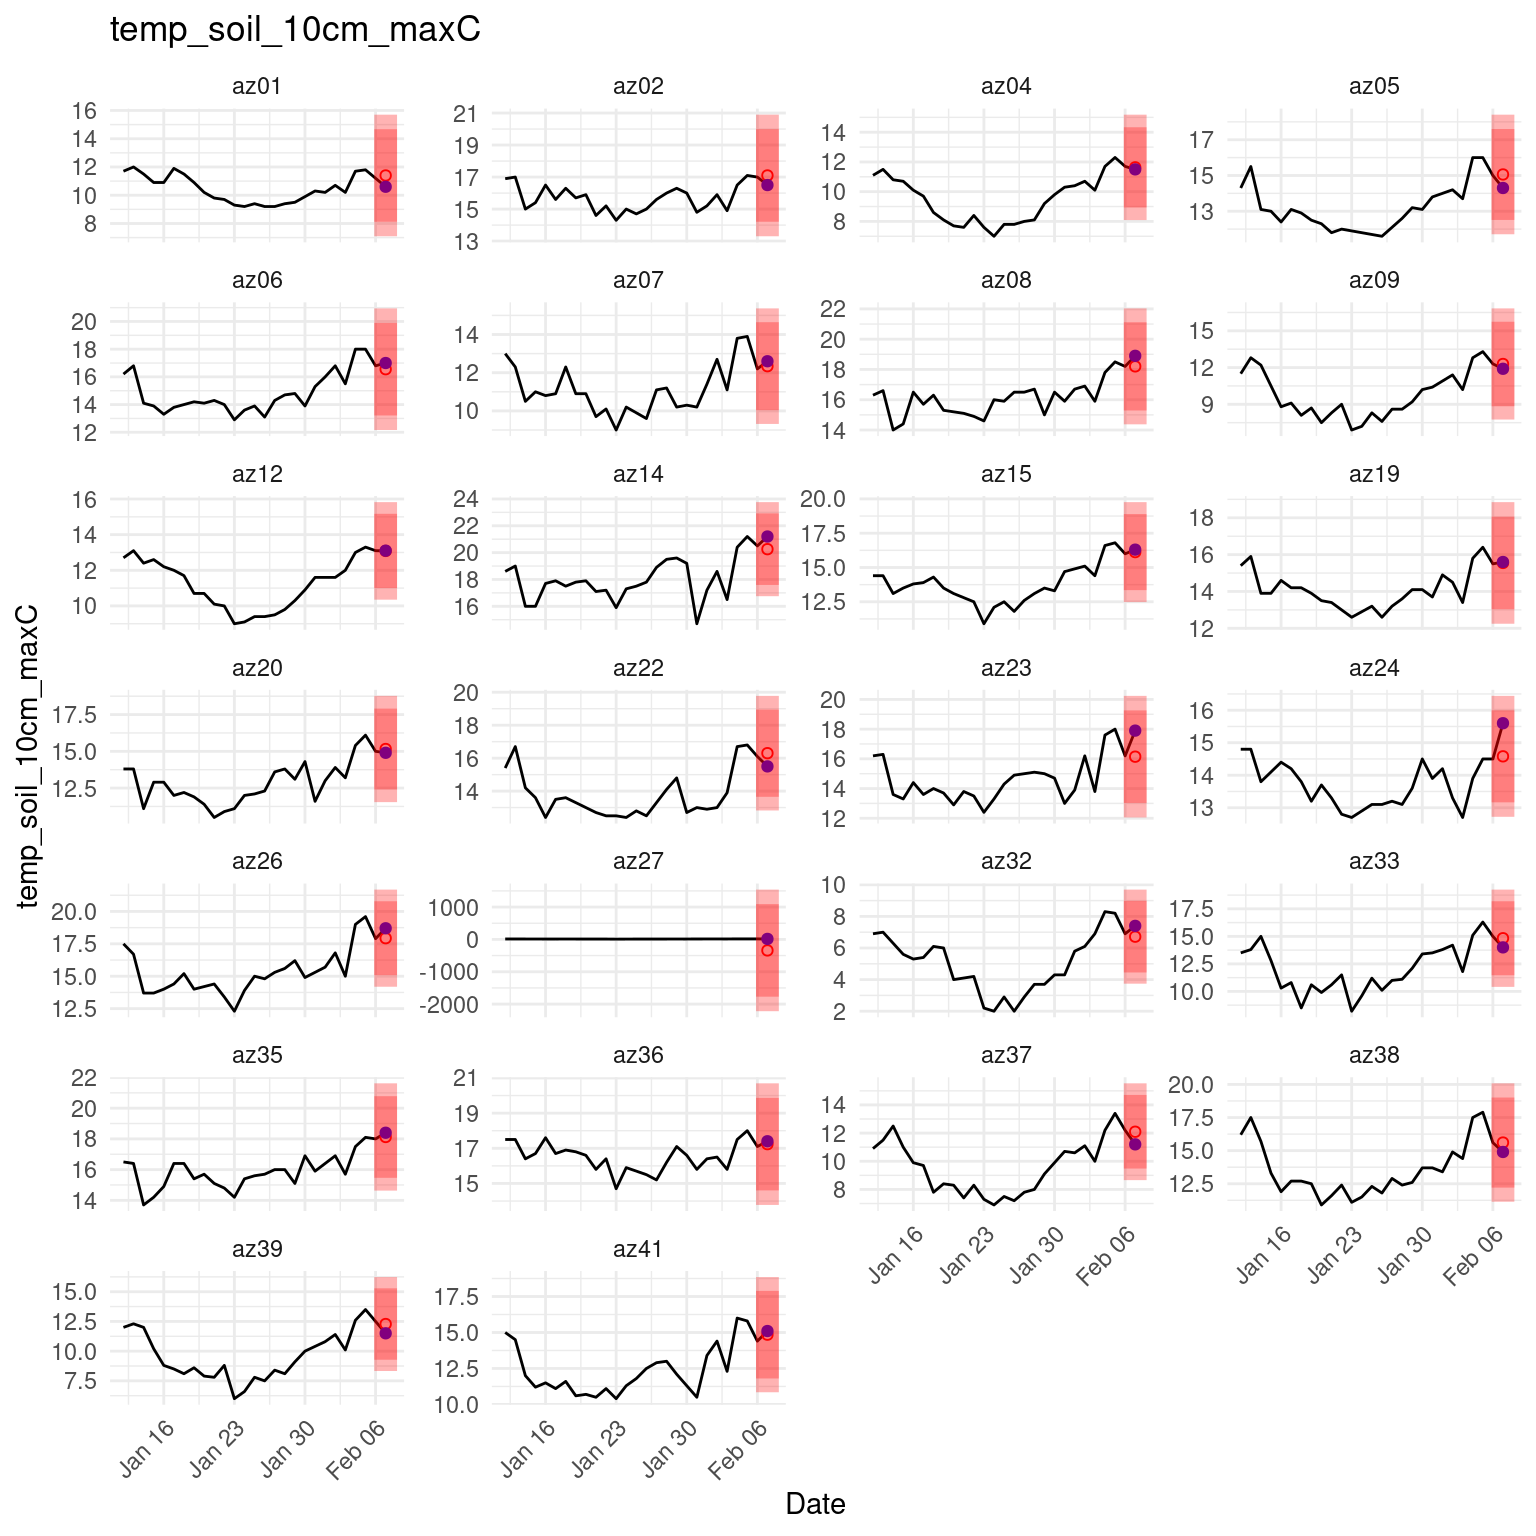 temp_soil_10cm_maxC
az01 az02 az04 az05
16 14 12 10 8
21 19 17 15 13
14 12 10 8
17 15 13
az06 az07 az08 az09
20 18 16 14 12
14 12 10
22 20 18 16 14
15 12 9
az12 az14 az15 az19
16 14 12 10
24 22 20 18 16
20.0 17.5 15.0 12.5
18 16 14 12
az20 az22 az23 az24
17.5 15.0 12.5
20 18 16 14
20 18 16 14 12
16 15 14 13
az26 az27 az32 az33
20.0 17.5 15.0 12.5
1000 0 -1000 -2000
10 8 6 4 2
17.5 15.0 12.5 10.0
az35 az36 az37 az38
22 20 18 16 14
21 19 17 15
14 12 10 8
20.0 17.5 15.0 12.5
Jan 16 Jan 23 Jan 30 Feb 06
Jan 16 Jan 23 Jan 30 Feb 06
az39 az41
15.0 12.5 10.0 7.5
17.5 15.0 12.5 10.0
Jan 16 Jan 23 Jan 30 Feb 06
Jan 16 Jan 23 Jan 30 Feb 06
temp_soil_10cm_maxC
Date